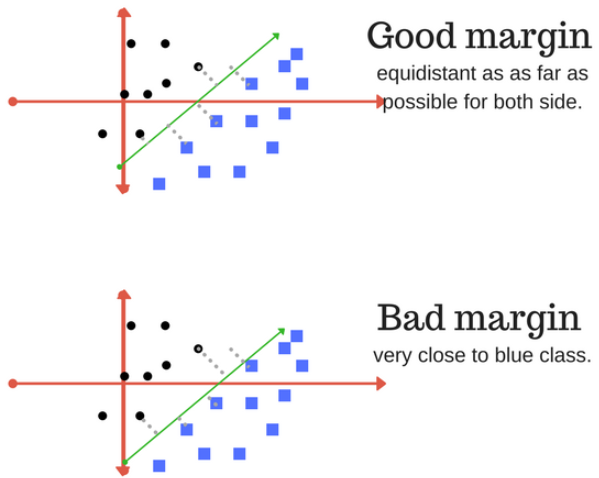 Good margin
equidistant as as far as
possible for both side.
Bad margin
very close to blue class.